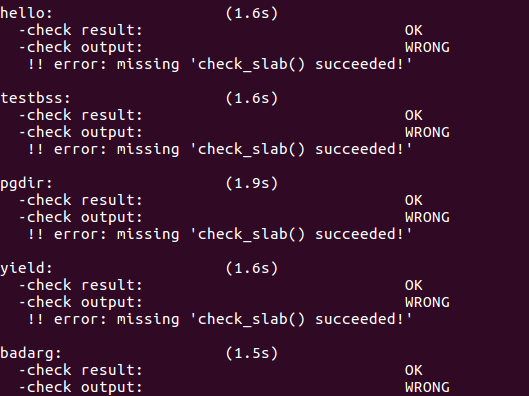 hello: (1.6s)
-check result: OK
-check output: WRONG
!! error: missing 'check_slab() succeeded!'
testbss: (1.6s)
-check result: OK
-check output: WRONG
!! error: missing 'check_slab() succeeded!'
pgdir: (1.9s)
-check result: OK
-check output: WRONG
!! error: missing 'check_slab() succeeded!'
yield: (1.6s)
-check result: OK
-check output: WRONG
!! error: missing 'check_slab() succeeded!'
badarg: (1.5s)
-check result: OK
-check output: WRONG